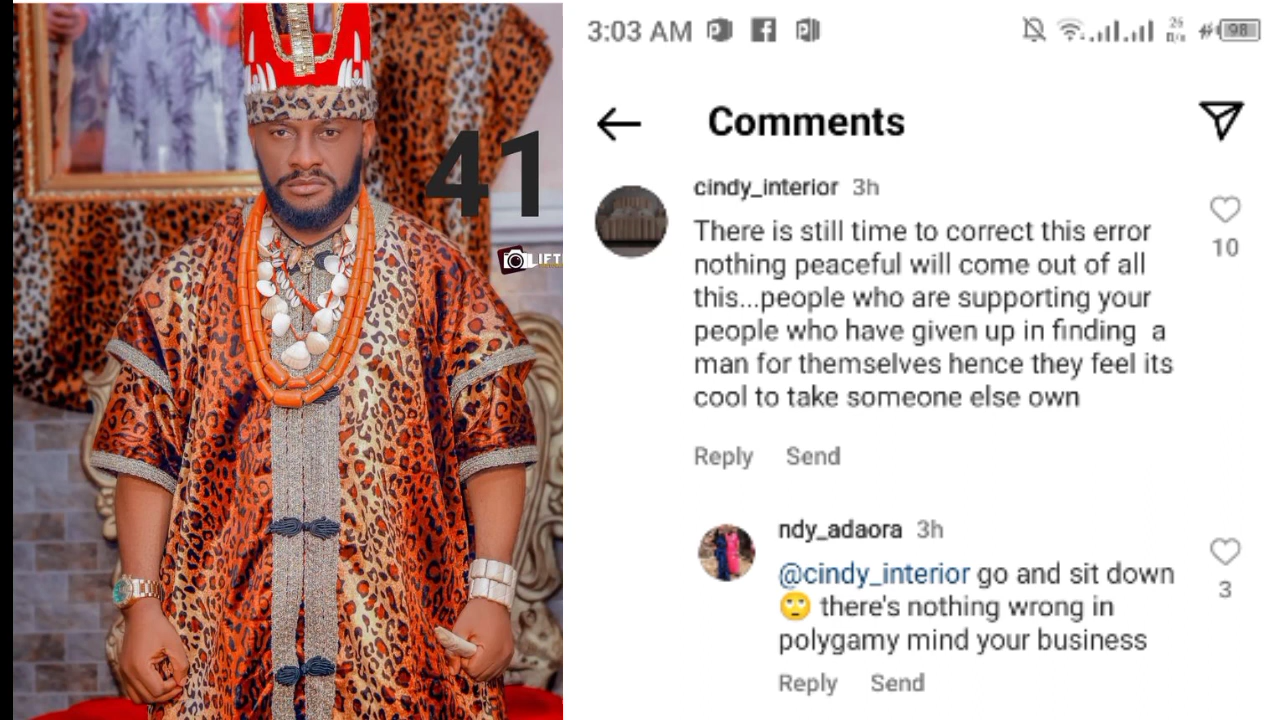 41
LIFT
3:03 AM
26
98
Comments
cindy_interior 3h
There is still time to correct this error
nothing peaceful will come out of all
this...people who are supporting your
people who have given up in finding a
man for themselves hence they feel its
cool to take someone else own
10
Reply Send
ndy_adaora 3h
@cindy_interior go and sit down
🙄 there's nothing wrong in
polygamy mind your business
3
Reply Send